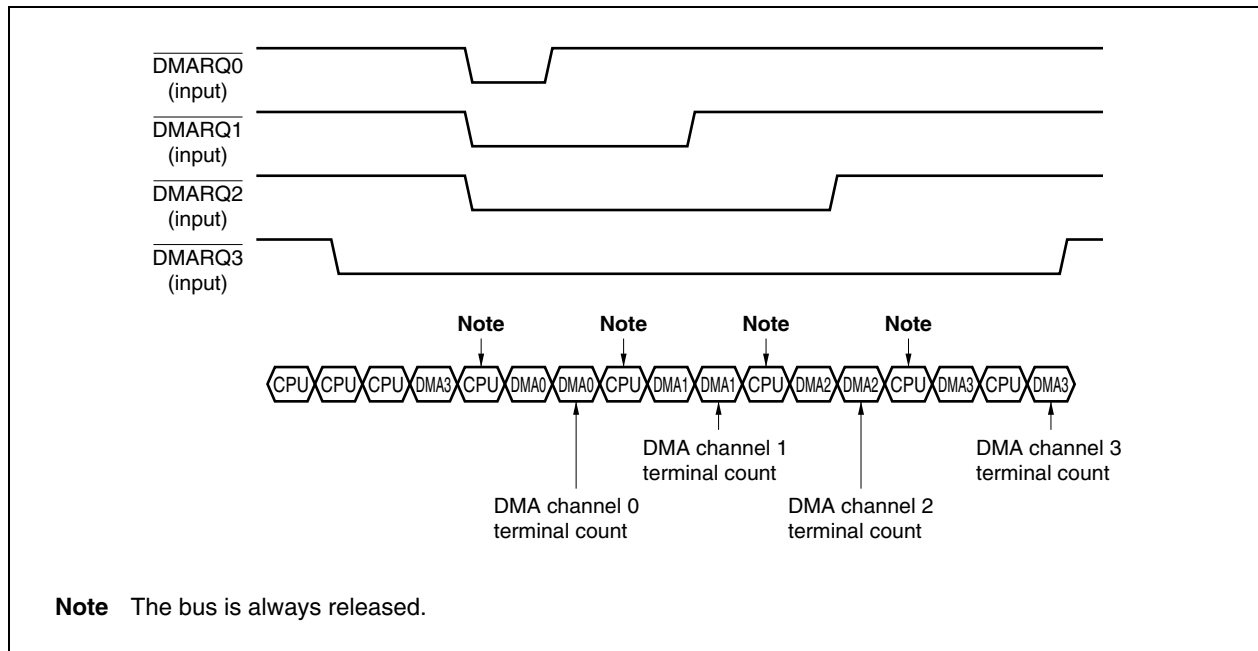 DMARQ0
(input)
DMARQ1
(input)
DMARQ2
(input)
DMARQ3
(input)
Note Note Note Note
CPU CPU CPU DMA3 CPU DMA0 DMA0 CPU DMA1 DMA1 CPU DMA2 DMA2 CPU DMA3 CPU DMA3
DMA channel 1
terminal count
DMA channel 3
terminal count
DMA channel 0
terminal count
DMA channel 2
terminal count
Note The bus is always released.